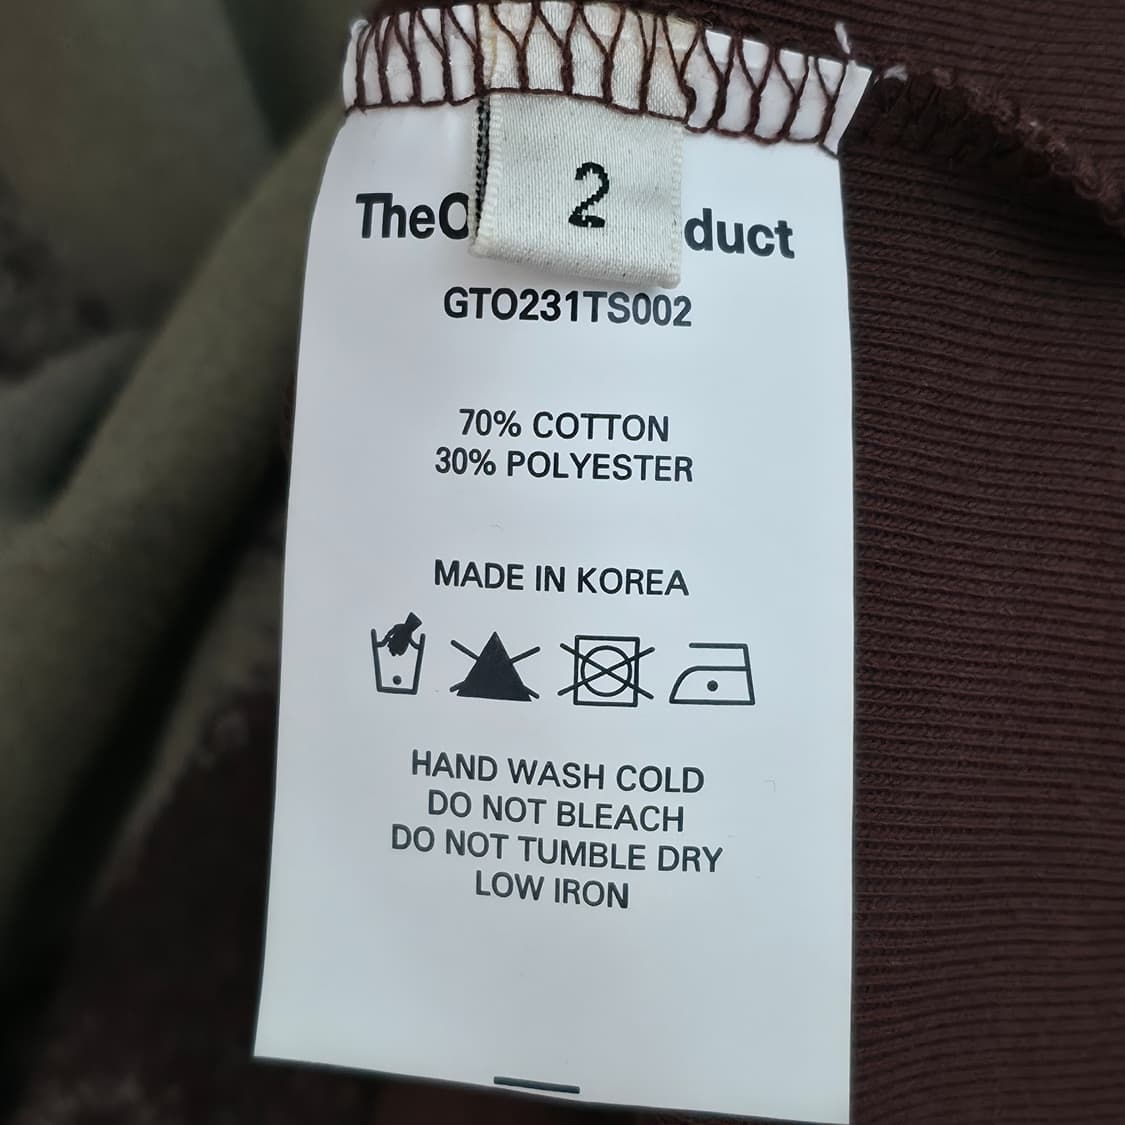 2
TheO duct
GTO231TS002
70% COTTON
30% POLYESTER
MADE IN KOREA
HAND WASH COLD
DO NOT BLEACH
DO NOT TUMBLE DRY
LOW IRON